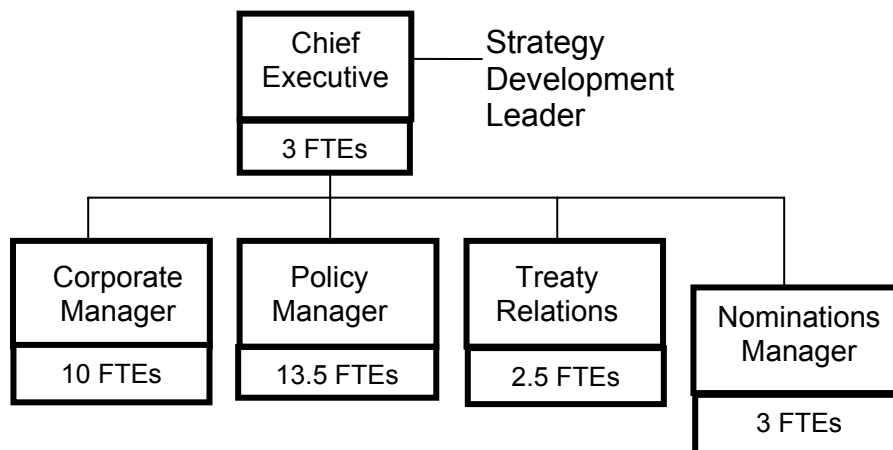 Chief
Executive
3 FTEs
Strategy
Development
Leader
Corporate
Manager
10 FTEs
Policy
Manager
13.5 FTEs
Treaty
Relations
2.5 FTEs
Nominations
Manager
3 FTEs